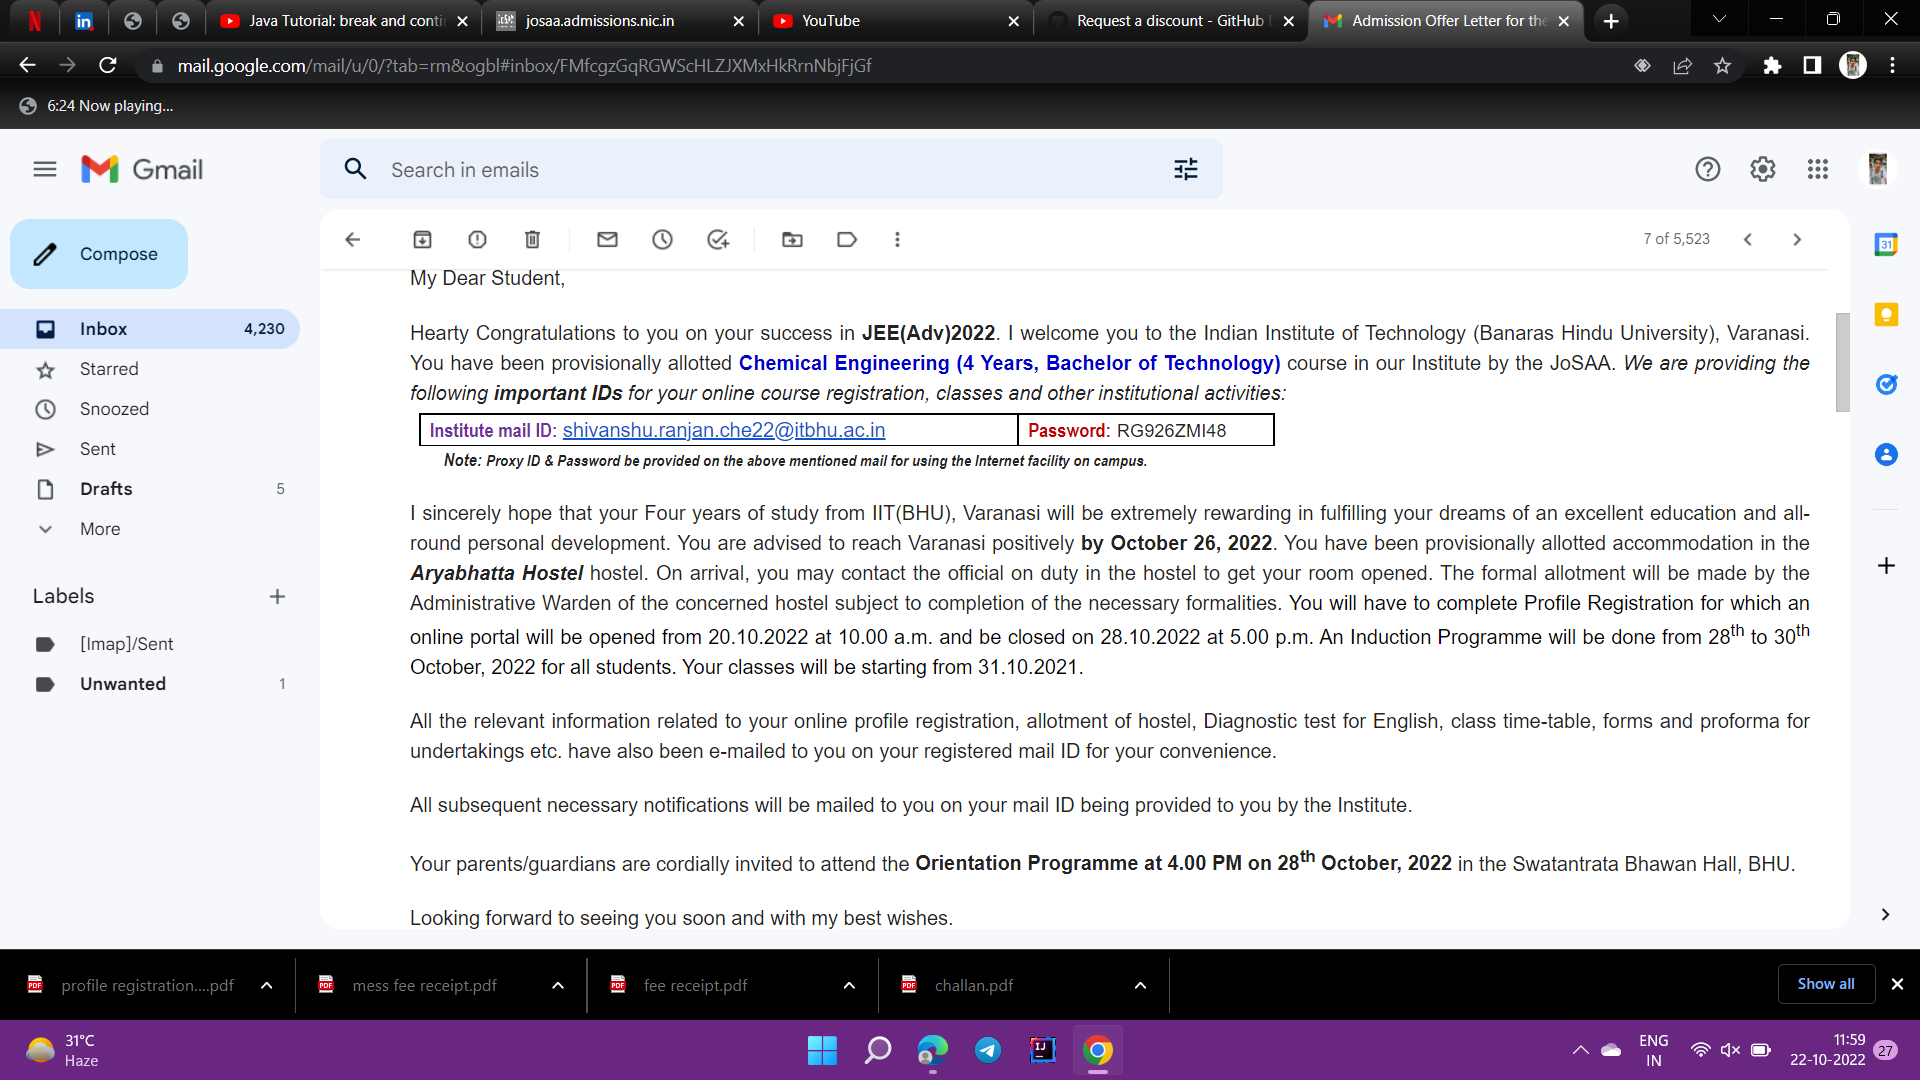 Java Tutorial: break and conti
josaa.admissions.nic.in
YouTube
Request a discount - GitHub
Admission Offer Letter for the
mail.google.com/mail/u/0/?tab=rm&ogbl#inbox/FMfcgzGqRGWScHLZJXMxHkRrnNbjFjGf
6:24 Now playing...
Gmail
Search in emails
Compose
7 of 5,523
Inbox 4,230
Starred
Snoozed
Sent
Drafts 5
More
Labels
[Imap]/Sent
Unwanted 1
My Dear Student,
Hearty Congratulations to you on your success in JEE(Adv)2022. I welcome you to the Indian Institute of Technology (Banaras Hindu University), Varanasi.
You have been provisionally allotted Chemical Engineering (4 Years, Bachelor of Technology) course in our Institute by the JoSAA. We are providing the
following important IDs for your online course registration, classes and other institutional activities:
Institute mail ID: shivanshu.ranjan.che22@itbhu.ac.in Password: RG926ZMI48
Note: Proxy ID & Password be provided on the above mentioned mail for using the Internet facility on campus.
I sincerely hope that your Four years of study from IIT(BHU), Varanasi will be extremely rewarding in fulfilling your dreams of an excellent education and all-
round personal development. You are advised to reach Varanasi positively by October 26, 2022. You have been provisionally allotted accommodation in the
Aryabhatta Hostel hostel. On arrival, you may contact the official on duty in the hostel to get your room opened. The formal allotment will be made by the
Administrative Warden of the concerned hostel subject to completion of the necessary formalities. You will have to complete Profile Registration for which an
online portal will be opened from 20.10.2022 at 10.00 a.m. and be closed on 28.10.2022 at 5.00 p.m. An Induction Programme will be done from 28th to 30th
October, 2022 for all students. Your classes will be starting from 31.10.2021.
All the relevant information related to your online profile registration, allotment of hostel, Diagnostic test for English, class time-table, forms and proforma for
undertakings etc. have also been e-mailed to you on your registered mail ID for your convenience.
All subsequent necessary notifications will be mailed to you on your mail ID being provided to you by the Institute.
Your parents/guardians are cordially invited to attend the Orientation Programme at 4.00 PM on 28th October, 2022 in the Swatantrata Bhawan Hall, BHU.
Looking forward to seeing you soon and with my best wishes.
profile registration....pdf
mess fee receipt.pdf
fee receipt.pdf
challan.pdf
Show all
31°C
Haze
ENG
IN
11:59
22-10-2022
27